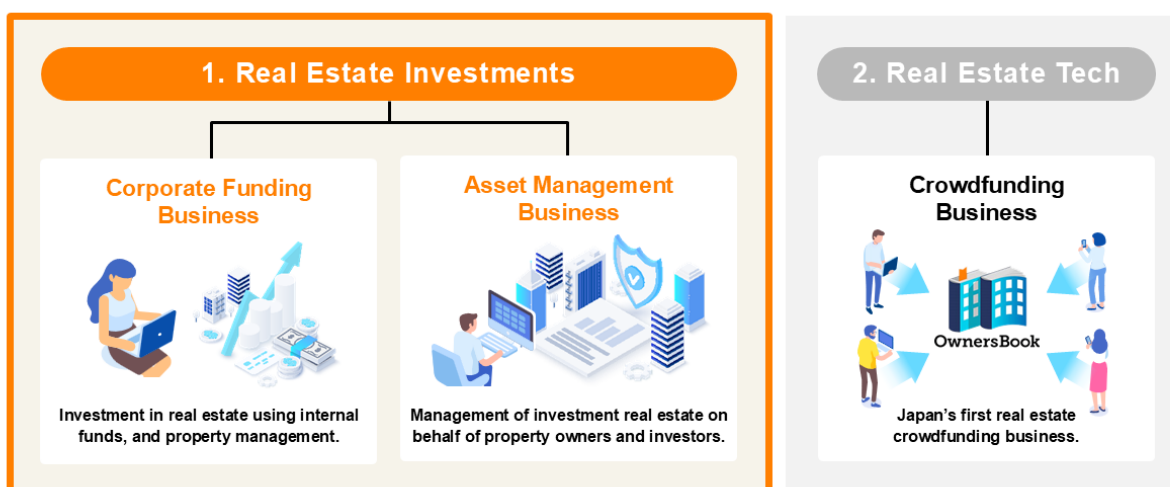 1. Real Estate Investments
Corporate Funding
Business
Investment in real estate using internal
funds, and property management.
Asset Management
Business
Management of investment real estate on
behalf of property owners and investors.
2. Real Estate Tech
Crowdfunding
Business
OwnersBook
Japan's first real estate
crowdfunding business.